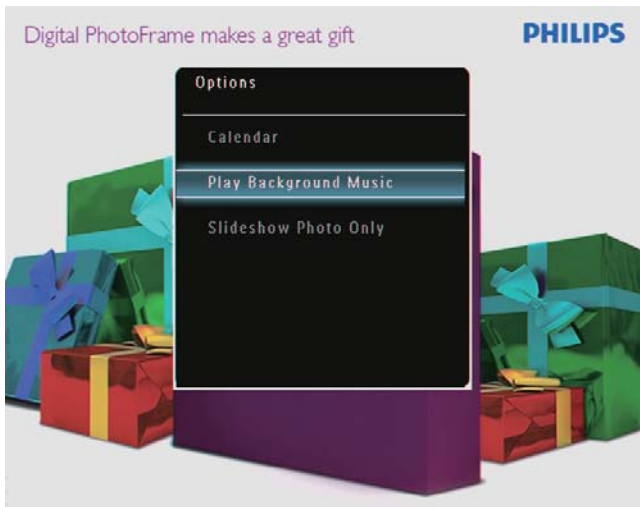 Digital PhotoFrame makes a great gift
PHILIPS
Options
Calendar
Play Background Music
Slideshow Photo Only